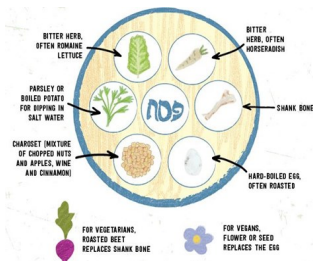 BITTER HERB,
OFTEN ROMAINE
LETTUCE
BITTER
HERB, OFTEN
HORSERADISH
PARSLEY OR
BOILED POTATO
FOR DIPPING IN
SALT WATER
פסח
SHANK BONE
CHAROSET (MIXTURE
OF CHOPPED NUTS
AND APPLES, WINE
AND CINNAMON)
HARD-BOILED EGG,
OFTEN ROASTED
FOR VEGETARIANS,
ROASTED BEET
REPLACES SHANK BONE
FOR VEGANS,
FLOWER OR SEED
REPLACES THE EGG